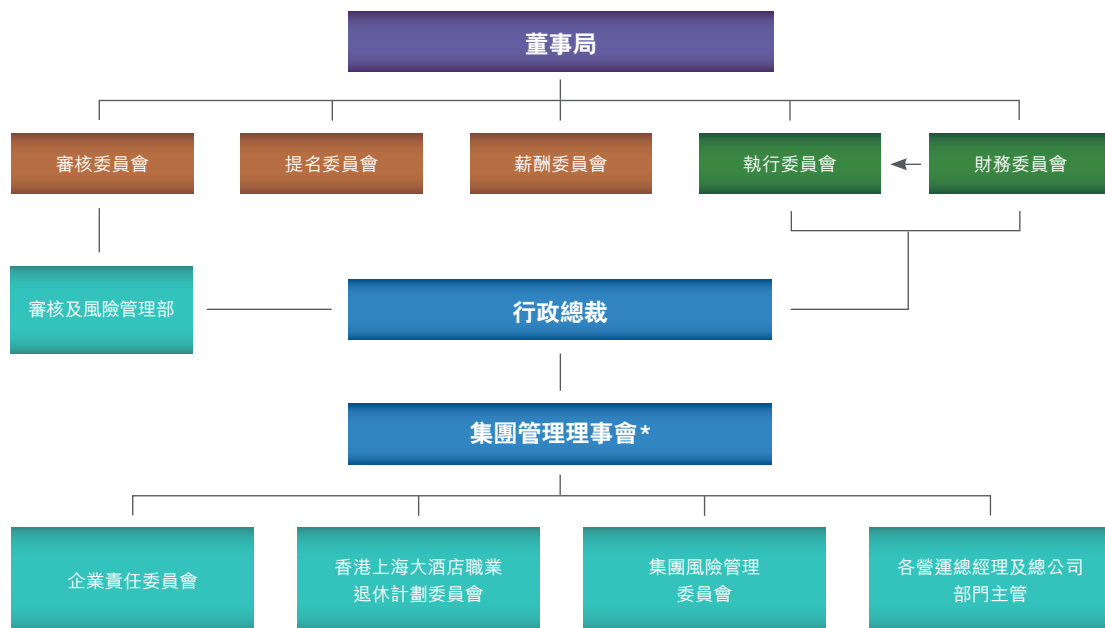 董事局
審核委員會
提名委員會
薪酬委員會
執行委員會
財務委員會
審核及風險管理部
行政總裁
集團管理理事會*
企業責任委員會
香港上海大酒店職業
退休計劃委員會
集團風險管理
委員會
各營運總經理及總公司
部門主管